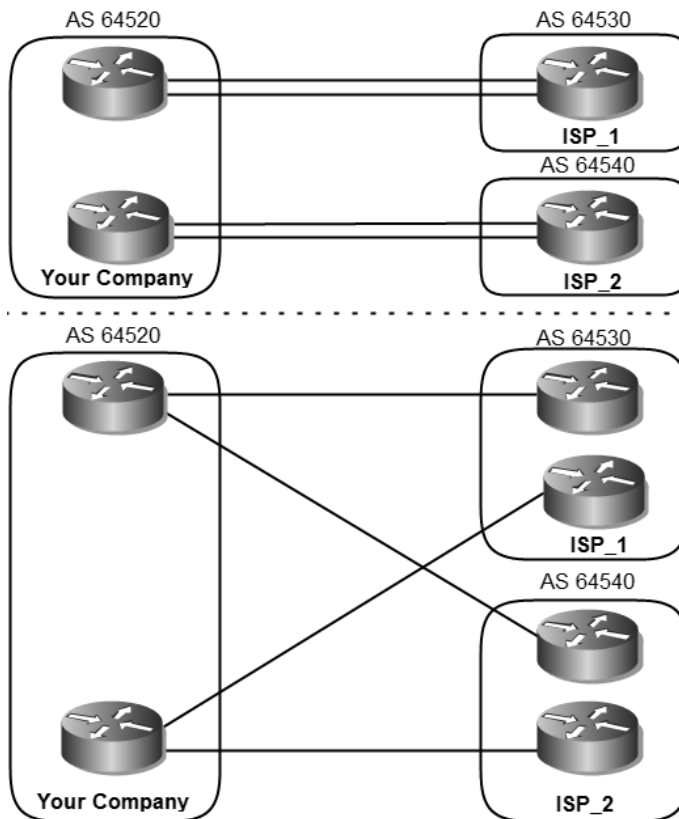 AS 64520
AS 64530
ISP_1
AS 64540
Your Company
ISP_2
AS 64520
AS 64530
ISP_1
AS 64540
Your Company
ISP_2